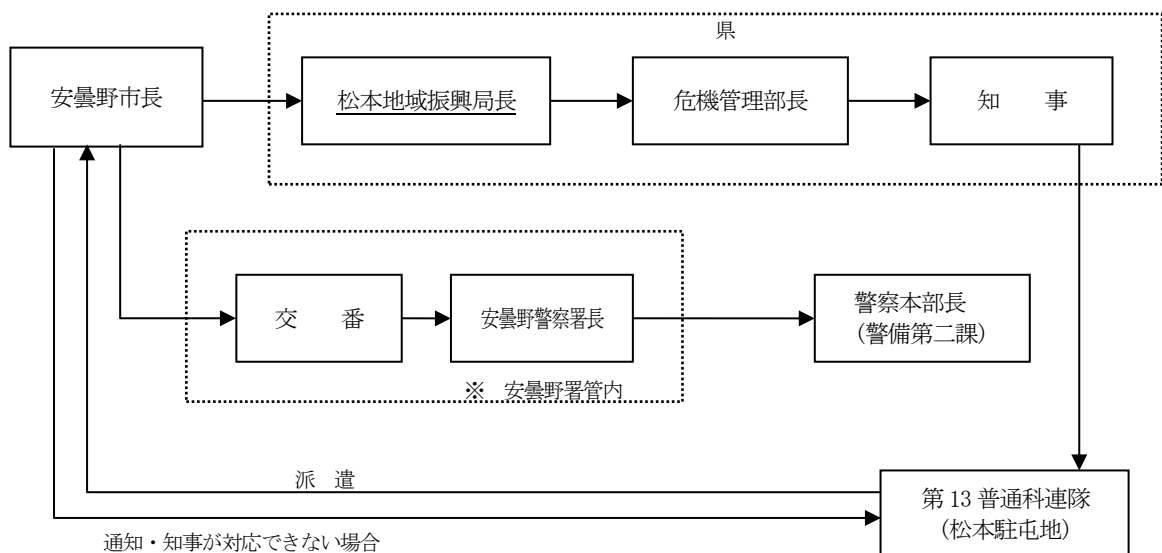 県
安曇野市長
松本地域振興局長
危機管理部長
知　事
交　番
安曇野警察署長
警察本部長
（警備第二課）
※　安曇野署管内
派　遣
第 13 普通科連隊
（松本駐屯地）
通知・知事が対応できない場合